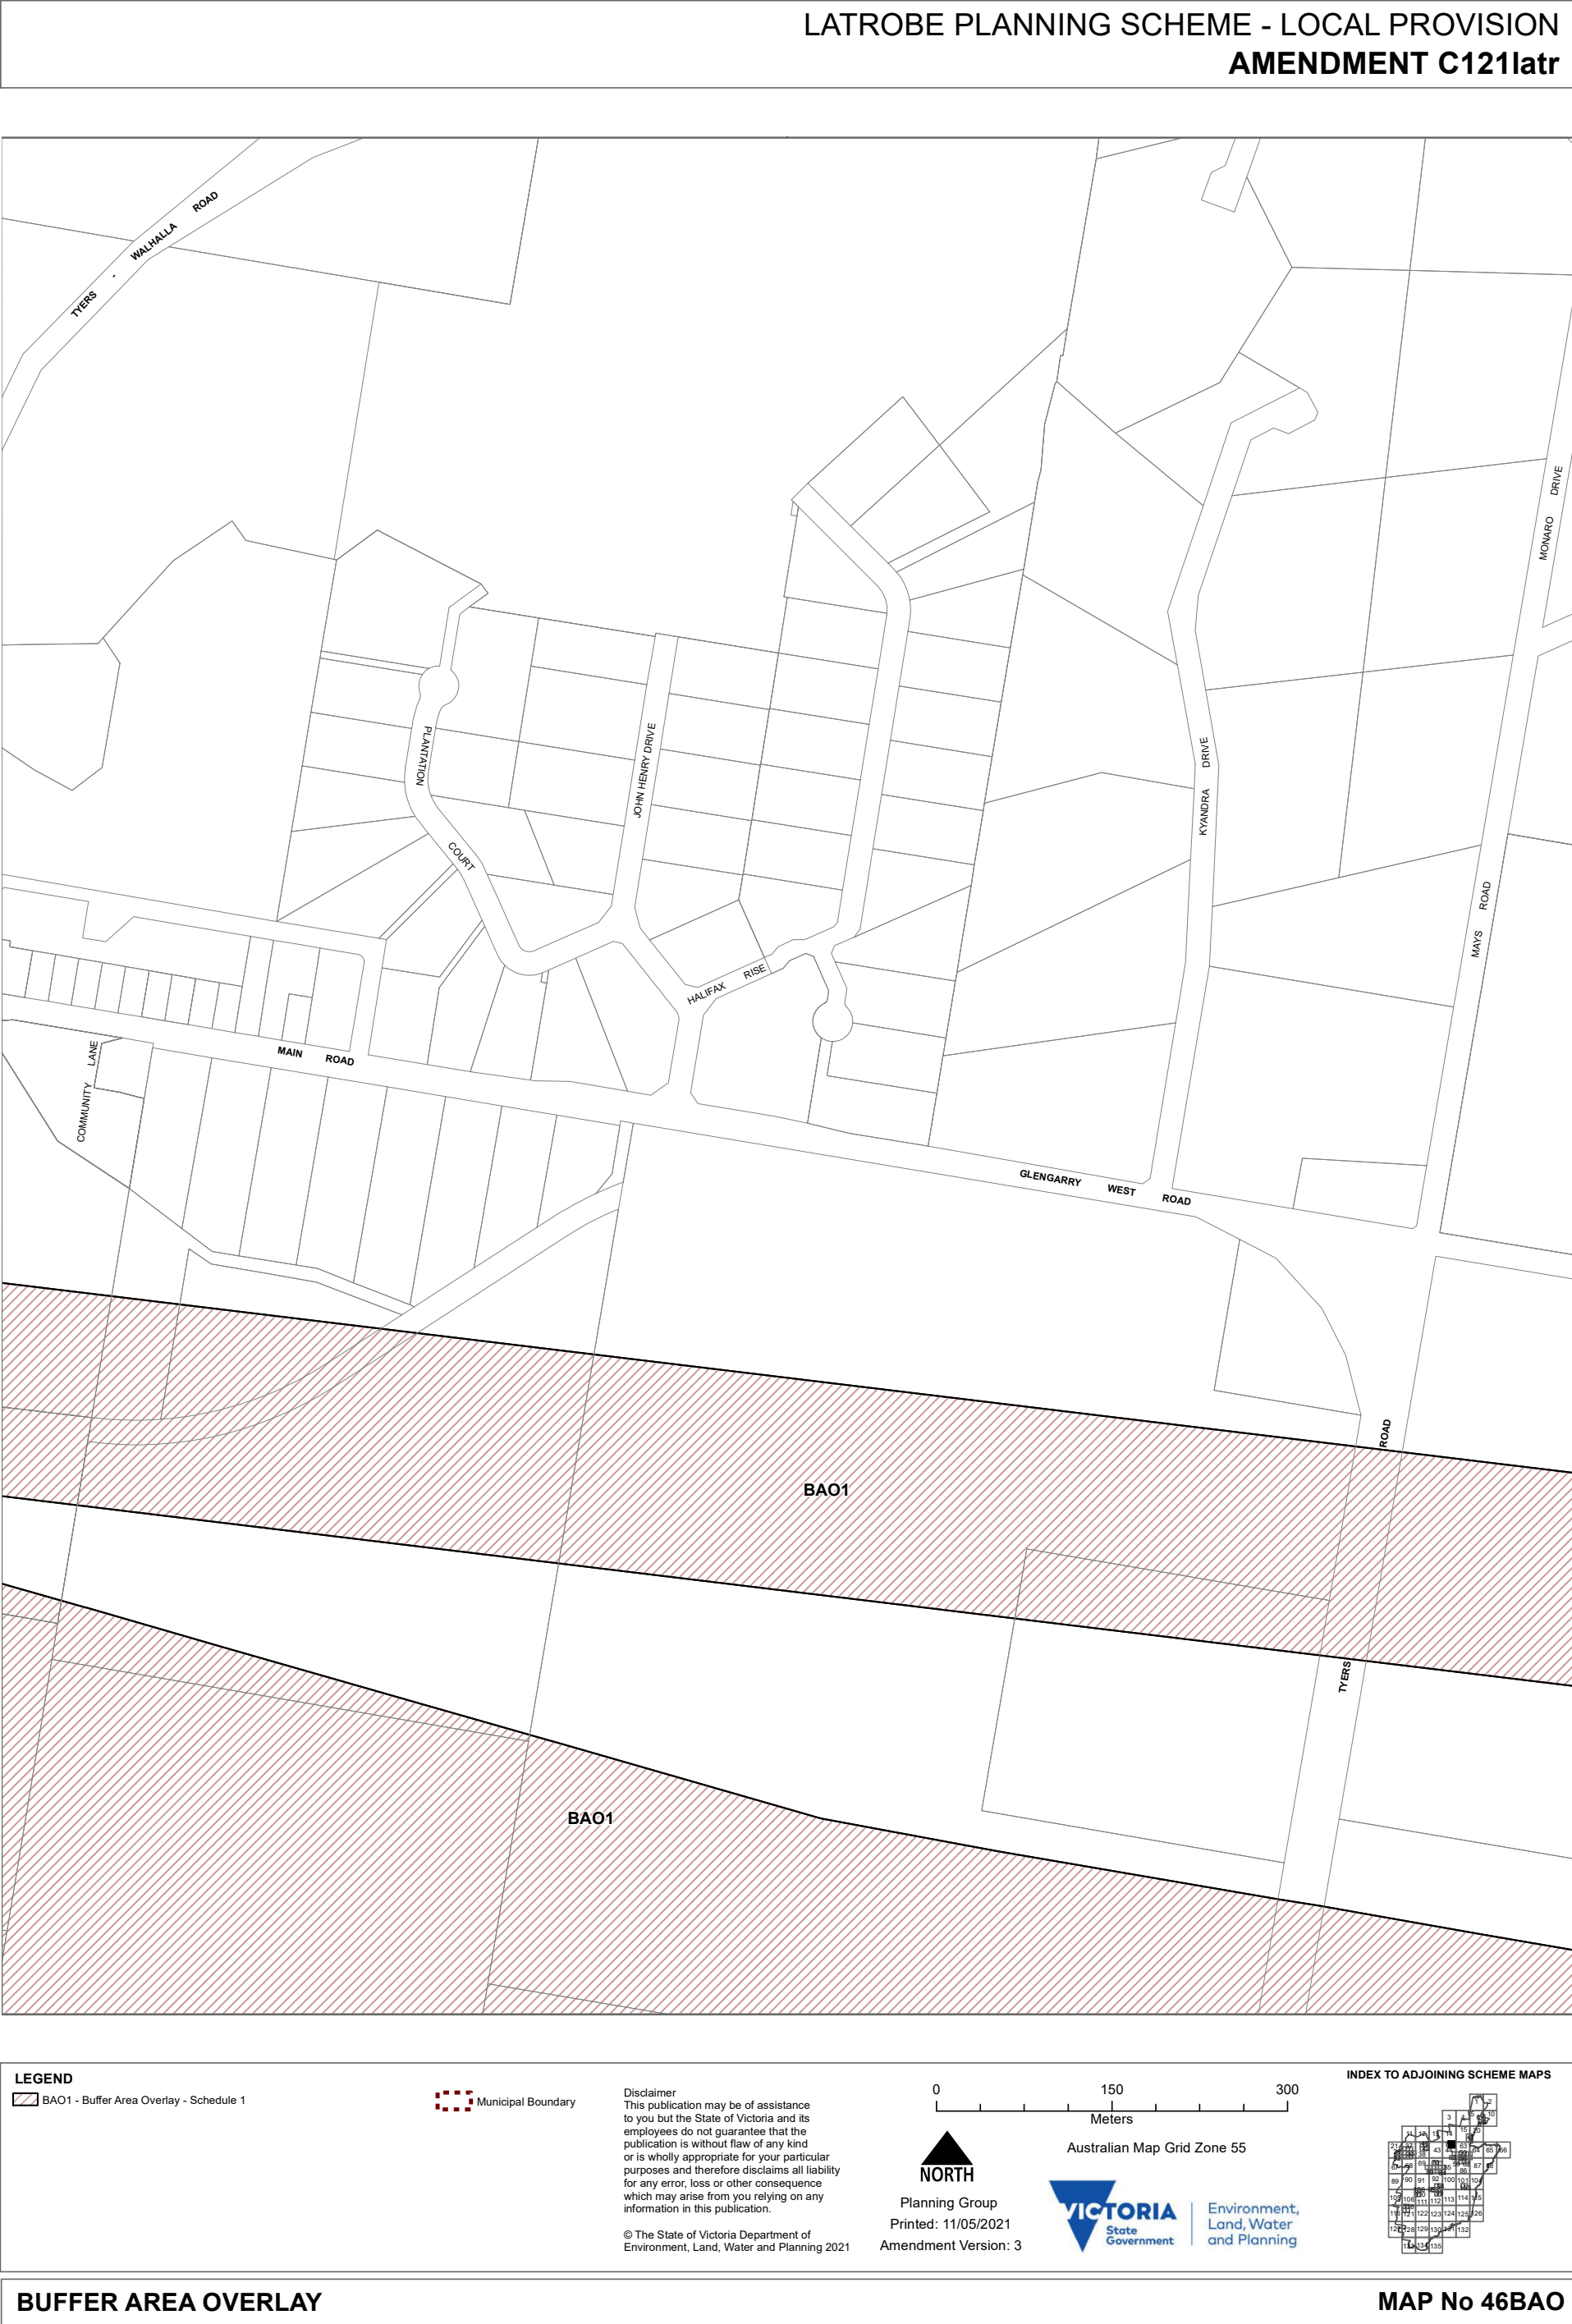 LATROBE PLANNING SCHEME - LOCAL PROVISION
AMENDMENT C121latr
TYERS - WALHALLA ROAD
MONARO DRIVE
PLANTATION COURT
JOHN HENRY DRIVE
KYANDRA DRIVE
MAYS ROAD
HALIFAX RISE
MAIN ROAD
COMMUNITY LANE
GLENGARRY WEST ROAD
TYERS ROAD
BAO1
BAO1
LEGEND
BAO1 - Buffer Area Overlay - Schedule 1
Municipal Boundary
Disclaimer
This publication may be of assistance
to you but the State of Victoria and its
employees do not guarantee that the
publication is without flaw of any kind
or is wholly appropriate for your particular
purposes and therefore disclaims all liability
for any error, loss or other consequence
which may arise from you relying on any
information in this publication.
© The State of Victoria Department of
Environment, Land, Water and Planning 2021
0 150 300
Meters
Australian Map Grid Zone 55
NORTH
Planning Group
Printed: 11/05/2021
Amendment Version: 3
VICTORIA
State
Government
Environment,
Land, Water
and Planning
INDEX TO ADJOINING SCHEME MAPS
BUFFER AREA OVERLAY
MAP No 46BAO